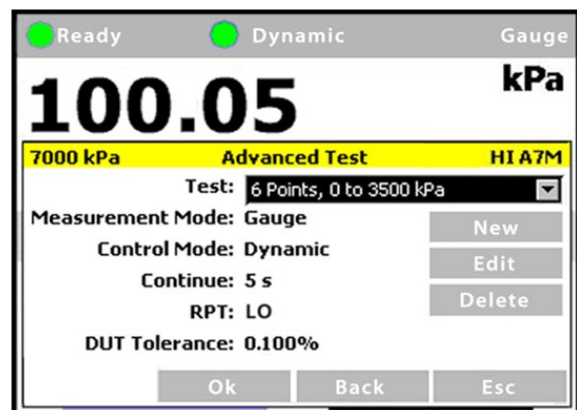 Ready Dynamic Gauge
100.05 kPa
7000 kPa Advanced Test HI A7M
Test: 6 Points, 0 to 3500 kPa
Measurement Mode: Gauge
New
Control Mode: Dynamic
Edit
Continue: 5 s
Delete
RPT: LO
DUT Tolerance: 0.100%
Ok Back Esc